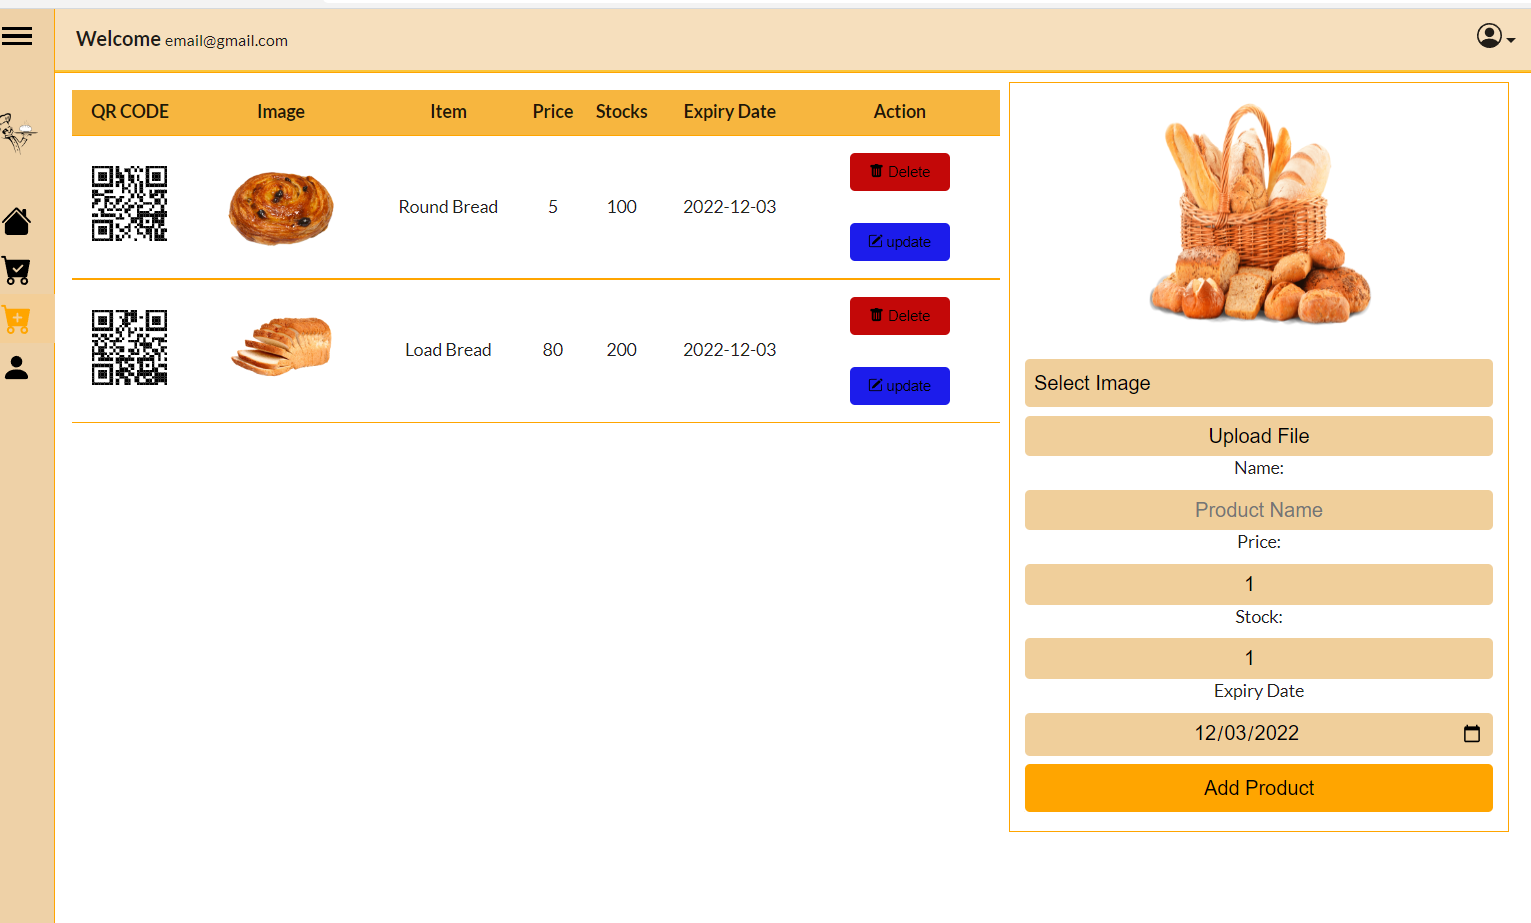 Welcome email@gmail.com
QR CODE Image Item Price Stocks Expiry Date Action
Round Bread 5 100 2022-12-03
Delete
update
Load Bread 80 200 2022-12-03
Delete
update
Select Image
Upload File
Name:
Product Name
Price:
1
Stock:
1
Expiry Date
12/03/2022
Add Product